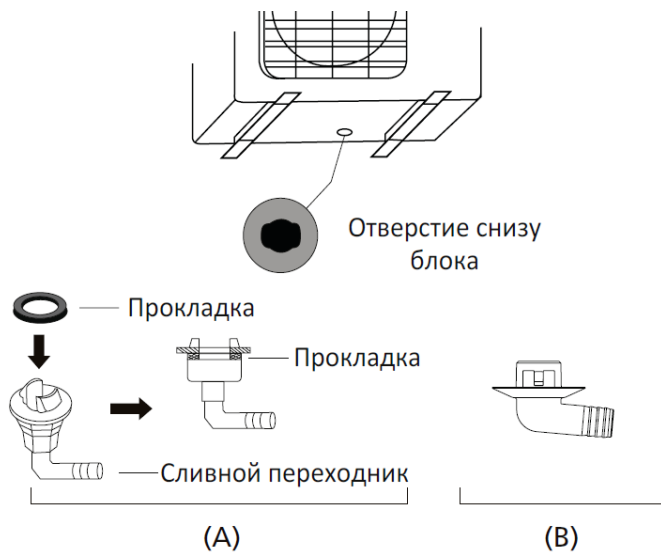 Отверстие снизу
блока
Прокладка
Прокладка
Сливной переходник
(A)
(B)